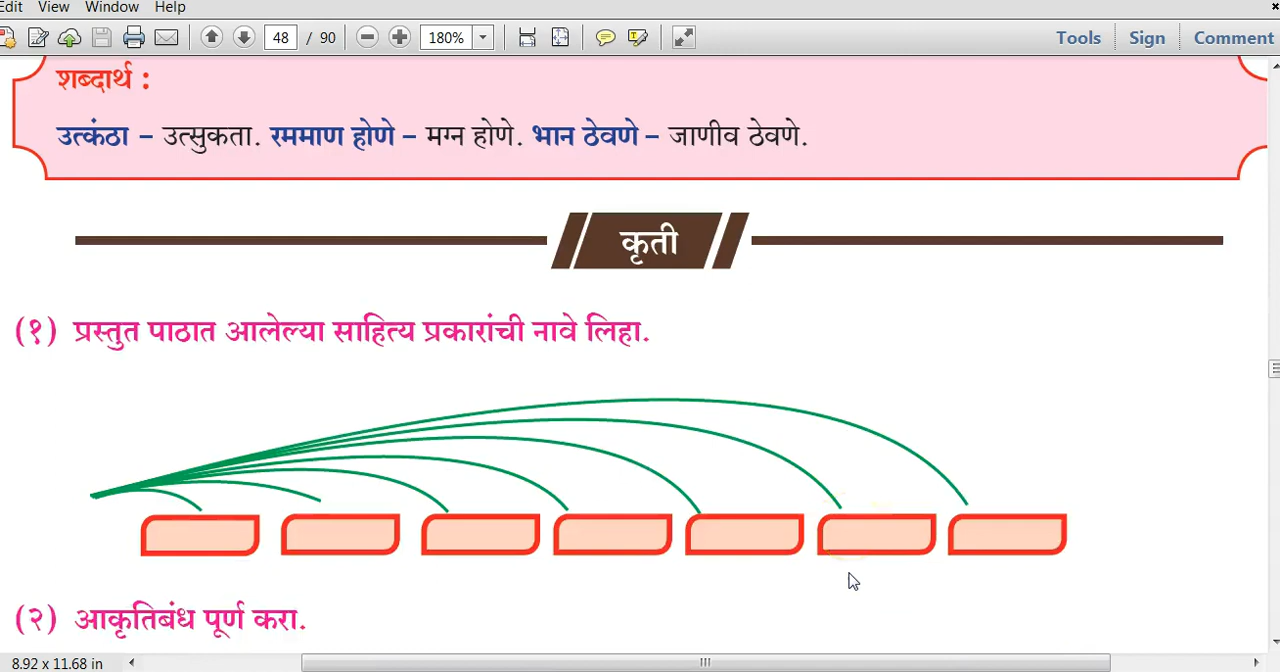 Edit View Window Help
48 / 90 180% Tools Sign Comment
शब्दार्थ :
उत्कंठा – उत्सुकता. रममाण होणे – मग्न होणे. भान ठेवणे – जाणीव ठेवणे.
कृती
(१) प्रस्तुत पाठात आलेल्या साहित्य प्रकारांची नावे लिहा.
(२) आकृतिबंध पूर्ण करा.
8.92 x 11.68 in